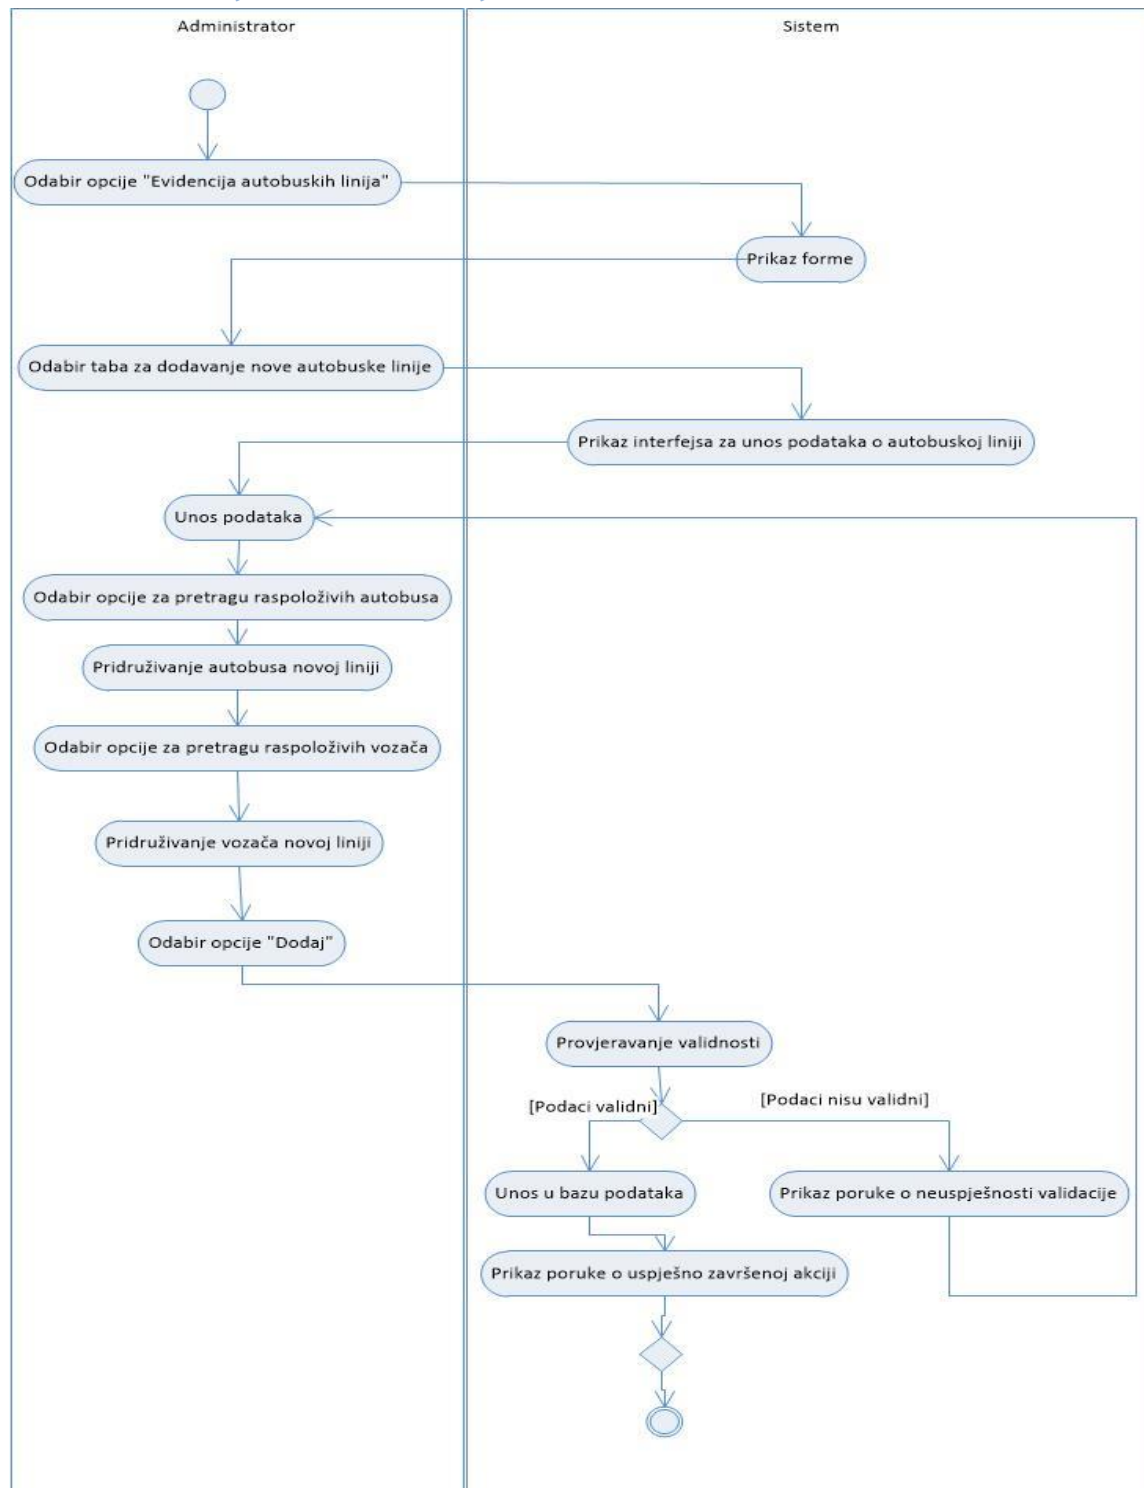 Administrator
Sistem
Odabir opcije "Evidencija autobuskih linija"
Prikaz forme
Odabir taba za dodavanje nove autobuske linije
Prikaz interfejsa za unos podataka o autobuskoj liniji
Unos podataka
Odabir opcije za pretragu raspoloživih autobusa
Pridruživanje autobusa novoj liniji
Odabir opcije za pretragu raspoloživih vozača
Pridruživanje vozača novoj liniji
Odabir opcije "Dodaj"
Provjeravanje validnosti
[Podaci validni]
[Podaci nisu validni]
Unos u bazu podataka
Prikaz poruke o neuspješnosti validacije
Prikaz poruke o uspješno završenoj akciji